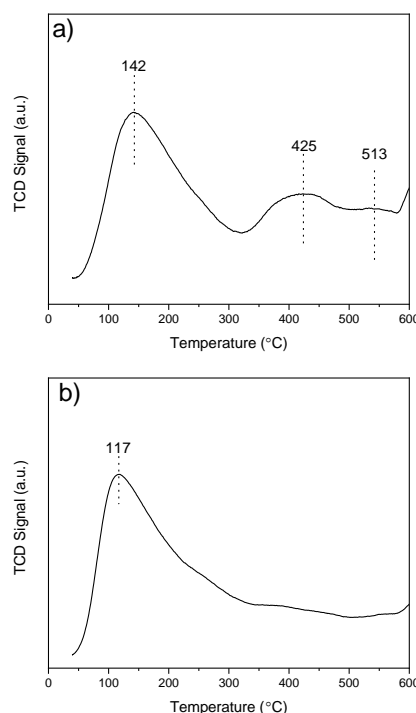 a)
142
425
513
TCD Signal (a.u.)
0 100 200 300 400 500 600
Temperature (°C)
b)
117
TCD Signal (a.u.)
0 100 200 300 400 500 600
Temperature (°C)